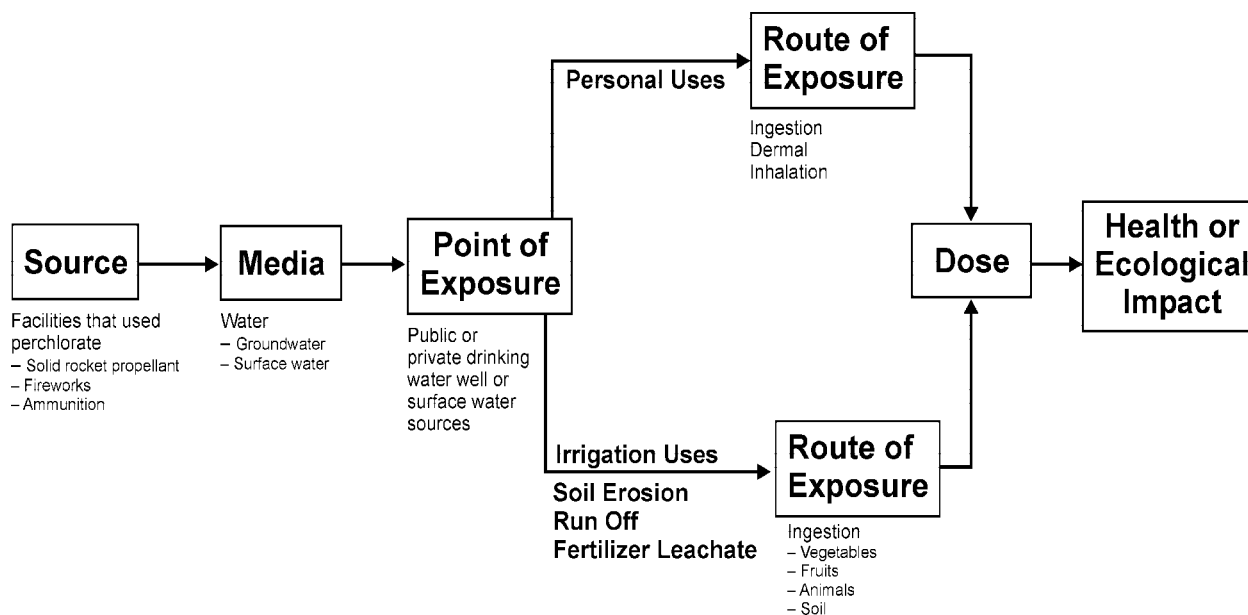 Source
Facilities that used
perchlorate
– Solid rocket propellant
– Fireworks
– Ammunition
Media
Water
– Groundwater
– Surface water
Point of
Exposure
Public or
private drinking
water well or
surface water
sources
Personal Uses
Route of
Exposure
Ingestion
Dermal
Inhalation
Irrigation Uses
Soil Erosion
Run Off
Fertilizer Leachate
Route of
Exposure
Ingestion
– Vegetables
– Fruits
– Animals
– Soil
Dose
Health or
Ecological
Impact